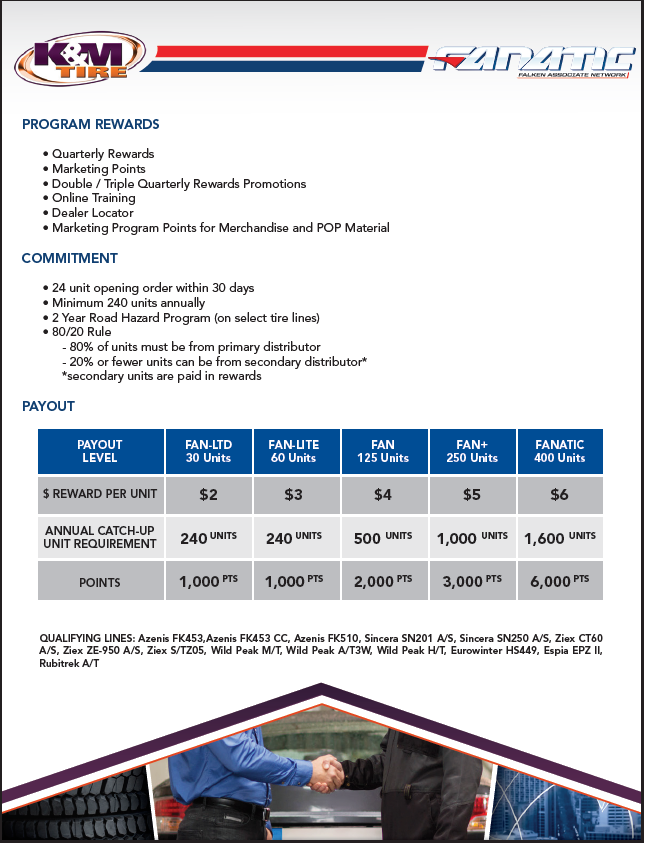 K&M
TIRE
FANATIC
FALKEN ASSOCIATE NETWORK
PROGRAM REWARDS
• Quarterly Rewards
• Marketing Points
• Double / Triple Quarterly Rewards Promotions
• Online Training
• Dealer Locator
• Marketing Program Points for Merchandise and POP Material
COMMITMENT
• 24 unit opening order within 30 days
• Minimum 240 units annually
• 2 Year Road Hazard Program (on select tire lines)
• 80/20 Rule
- 80% of units must be from primary distributor
- 20% or fewer units can be from secondary distributor*
*secondary units are paid in rewards
PAYOUT
PAYOUT LEVEL FAN-LTD 30 Units FAN-LITE 60 Units FAN 125 Units FAN+ 250 Units FANATIC 400 Units
$ REWARD PER UNIT $2 $3 $4 $5 $6
ANNUAL CATCH-UP UNIT REQUIREMENT 240 UNITS 240 UNITS 500 UNITS 1,000 UNITS 1,600 UNITS
POINTS 1,000 PTS 1,000 PTS 2,000 PTS 3,000 PTS 6,000 PTS
QUALIFYING LINES: Azenis FK453,Azenis FK453 CC, Azenis FK510, Sincera SN201 A/S, Sincera SN250 A/S, Ziex CT60
A/S, Ziex ZE-950 A/S, Ziex S/TZ05, Wild Peak M/T, Wild Peak A/T3W, Wild Peak H/T, Eurowinter HS449, Espia EPZ II,
Rubitrek A/T